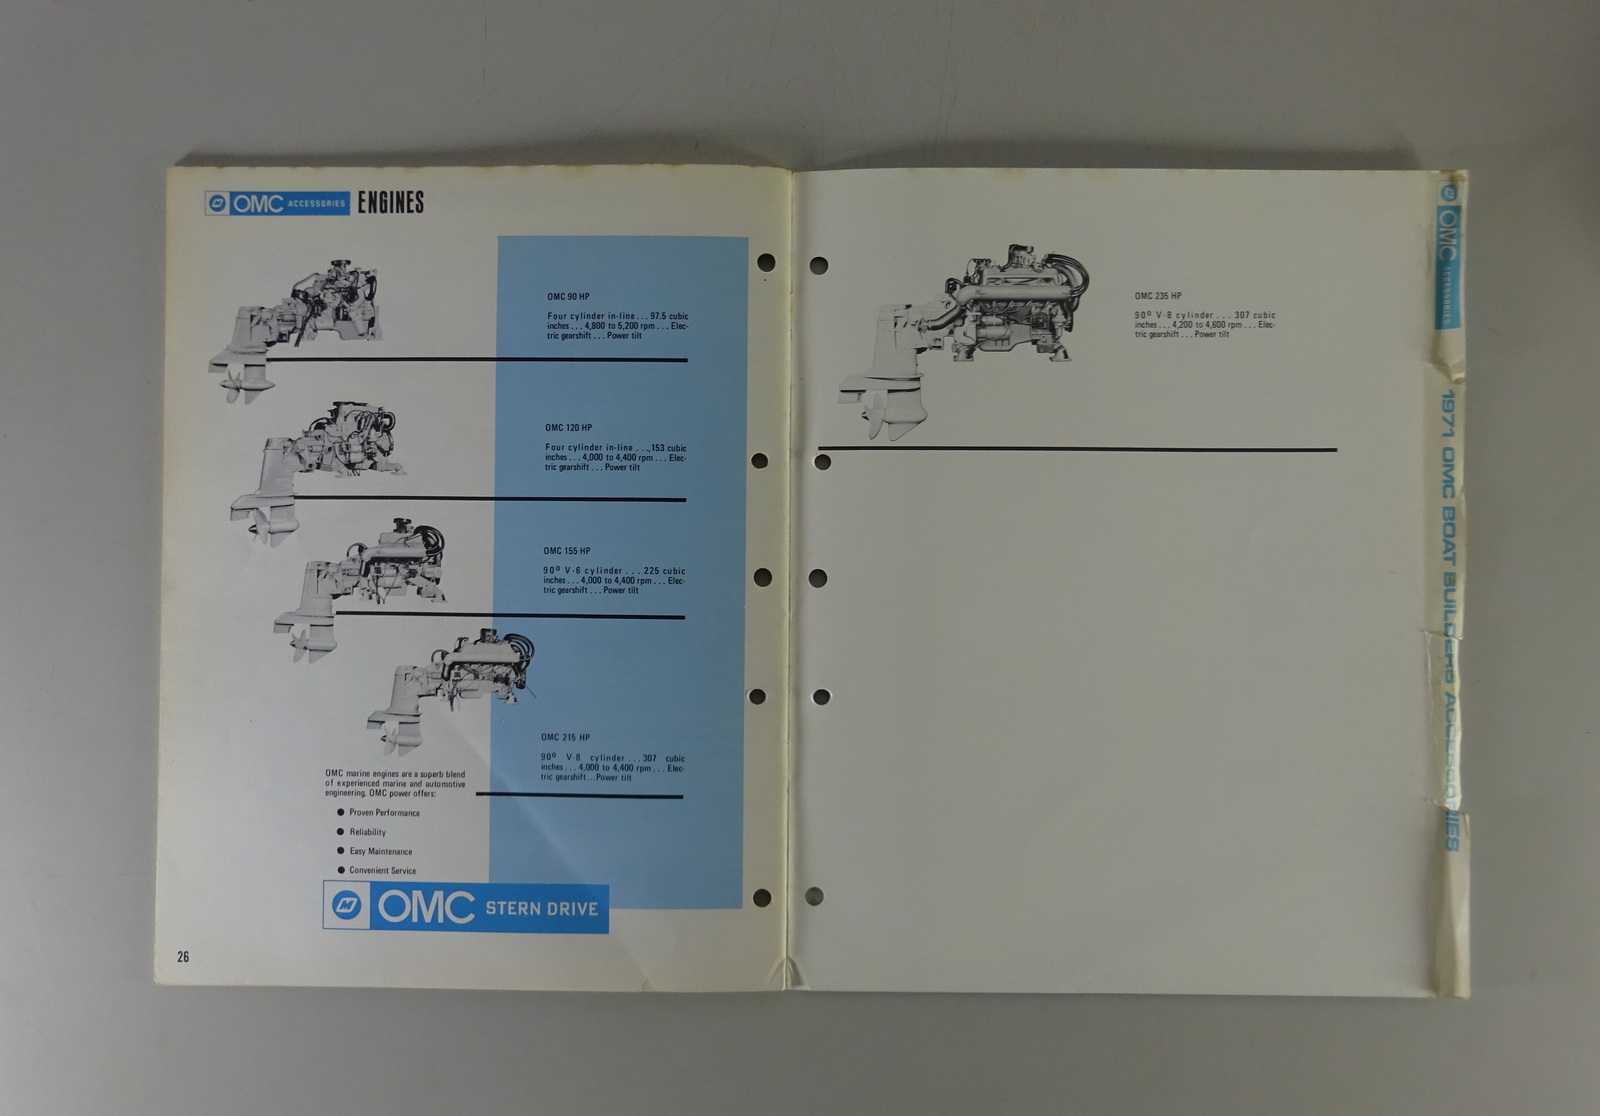 OMC ACCESSORIES ENGINES
OMC 90 HP
Four cylinder in-line . . . 97.5 cubic
inches . . . 4,800 to 5,200 rpm . . . Elec-
tric gearshift . . . Power tilt
OMC 120 HP
Four cylinder in-line . . ., 153 cubic
inches . . . 4,000 to 4,400 rpm . . . Elec-
tric gearshift . . . Power tilt
OMC 155 HP
90º V-6 cylinder . . . 225 cubic
inches . . . 4,000 to 4,400 rpm . . . Elec-
tric gearshift . . . Power tilt
OMC 215 HP
90º V-8 cylinder . . . 307 cubic
inches . . . 4,000 to 4,400 rpm . . . Elec-
tric gearshift . . . Power tilt
OMC marine engines are a superb blend
of experienced marine and automotive
engineering. OMC power offers:
● Proven Performance
● Reliability
● Easy Maintenance
● Convenient Service
OMC STERN DRIVE
26
OMC 235 HP
90º V-8 cylinder . . . 307 cubic
inches . . . 4,200 to 4,600 rpm . . . Elec-
tric gearshift . . . Power tilt
OMC ACCESSORIES
1971 OMC BOAT BUILDERS ACCESSORIES